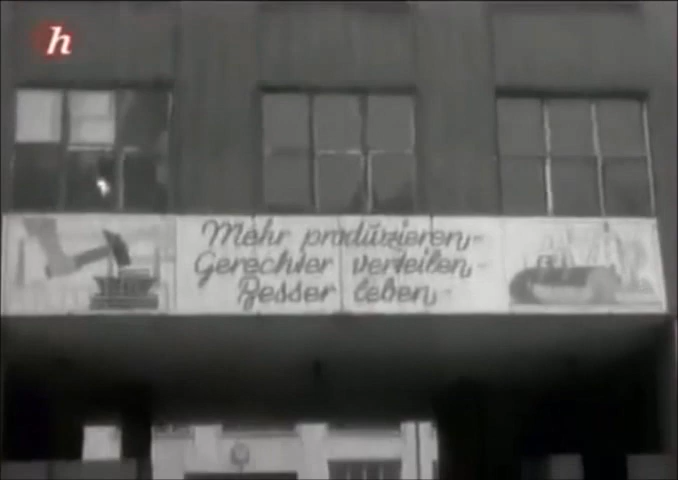 h
Mehr produzieren-
Gerechter verteilen-
Besser leben-